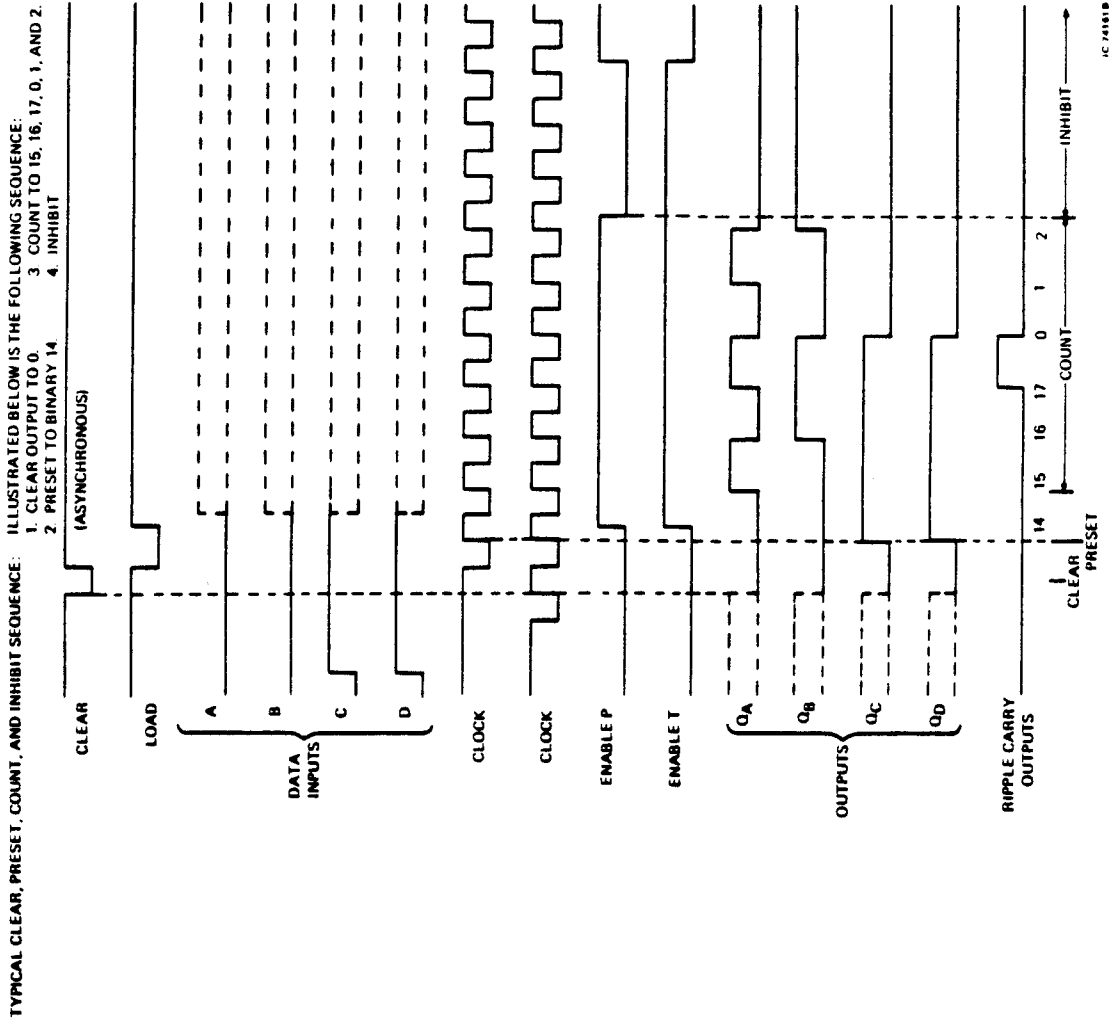 TYPICAL CLEAR, PRESET, COUNT, AND INHIBIT SEQUENCE:
ILLUSTRATED BELOW IS THE FOLLOWING SEQUENCE:
1. CLEAR OUTPUT TO 0.
2. PRESET TO BINARY 14.
3 COUNT TO 15, 16, 17, 0, 1, AND 2.
4. INHIBIT
CLEAR
(ASYNCHRONOUS)
LOAD
DATA
INPUTS
A
B
C
D
CLOCK
CLOCK
ENABLE P
ENABLE T
OUTPUTS
QA
QB
QC
QD
RIPPLE CARRY
OUTPUTS
14 15 16 17 0 1 2
CLEAR
PRESET
COUNT
INHIBIT